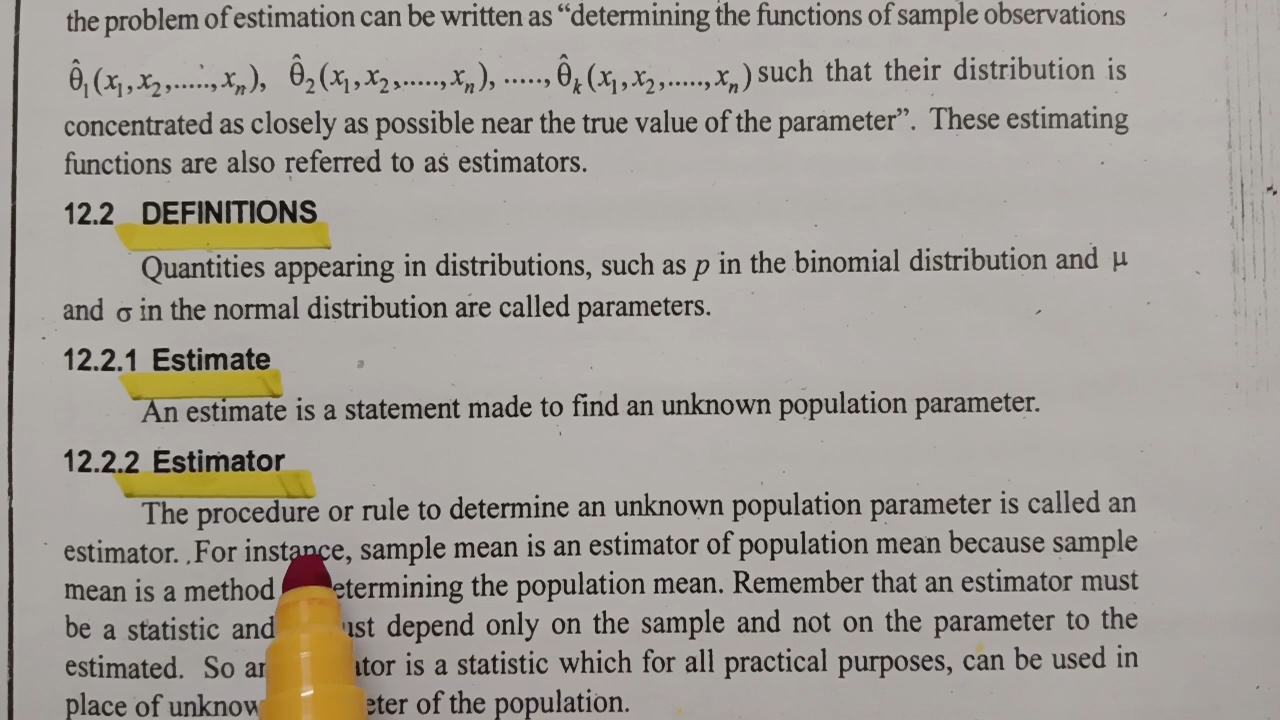 the problem of estimation can be written as “determining the functions of sample observations
θ̂₁(x₁,x₂,.....,xₙ), θ̂₂(x₁,x₂,.....,xₙ), ....., θ̂ₖ(x₁,x₂,.....,xₙ) such that their distribution is
concentrated as closely as possible near the true value of the parameter”. These estimating
functions are also referred to as estimators.
12.2 DEFINITIONS
Quantities appearing in distributions, such as p in the binomial distribution and μ
and σ in the normal distribution are called parameters.
12.2.1 Estimate
An estimate is a statement made to find an unknown population parameter.
12.2.2 Estimator
The procedure or rule to determine an unknown population parameter is called an
estimator. For instance, sample mean is an estimator of population mean because sample
mean is a method etermining the population mean. Remember that an estimator must
be a statistic and ust depend only on the sample and not on the parameter to the
estimated. So an ator is a statistic which for all practical purposes, can be used in
place of unknow eter of the population.